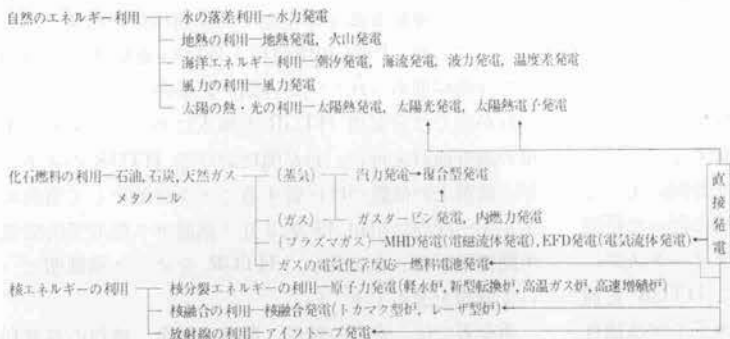 自然のエネルギー利用 水の落差利用─水力発電
地熱の利用─地熱発電, 火山発電
海洋エネルギー利用─潮汐発電, 海流発電, 波力発電, 温度差発電
風力の利用─風力発電
太陽の熱・光の利用─太陽熱発電, 太陽光発電, 太陽熱電子発電
化石燃料の利用─石油, 石炭, 天然ガス (蒸気) 汽力発電→複合型発電
メタノール
(ガス) ガスタービン発電, 内燃力発電
(プラズマガス)─MHD発電(電磁流体発電), EFD発電(電気流体発電)
ガスの電気化学反応─燃料電池発電
核エネルギーの利用 核分裂エネルギーの利用─原子力発電(軽水炉, 新型転換炉, 高温ガス炉, 高速増殖炉)
核融合の利用─核融合発電(トカマク型炉, レーザ型炉)
放射線の利用─アイソトープ発電
直接発電